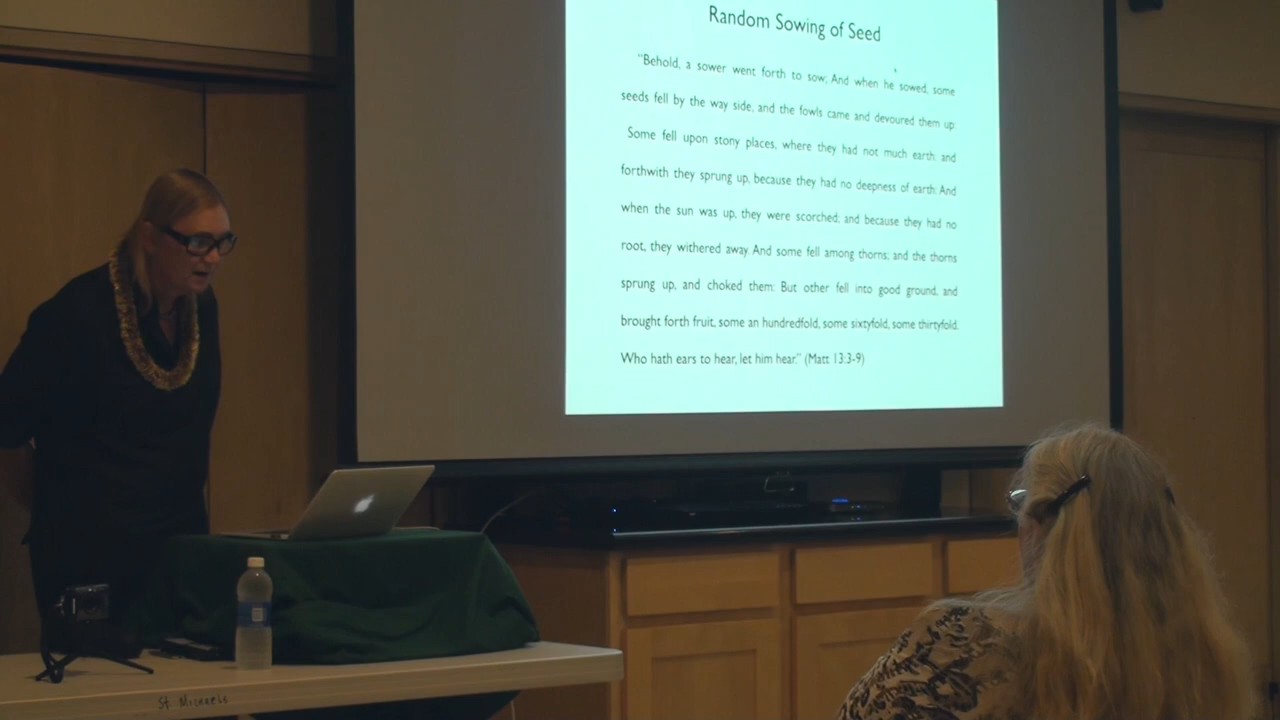 Random Sowing of Seed
"Behold, a sower went forth to sow; And when he sowed, some
seeds fell by the way side, and the fowls came and devoured them up:
Some fell upon stony places, where they had not much earth: and
forthwith they sprung up, because they had no deepness of earth: And
when the sun was up, they were scorched; and because they had no
root, they withered away. And some fell among thorns; and the thorns
sprung up, and choked them: But other fell into good ground, and
brought forth fruit, some an hundredfold, some sixtyfold, some thirtyfold.
Who hath ears to hear, let him hear." (Matt 13:3-9)
St. Michaels